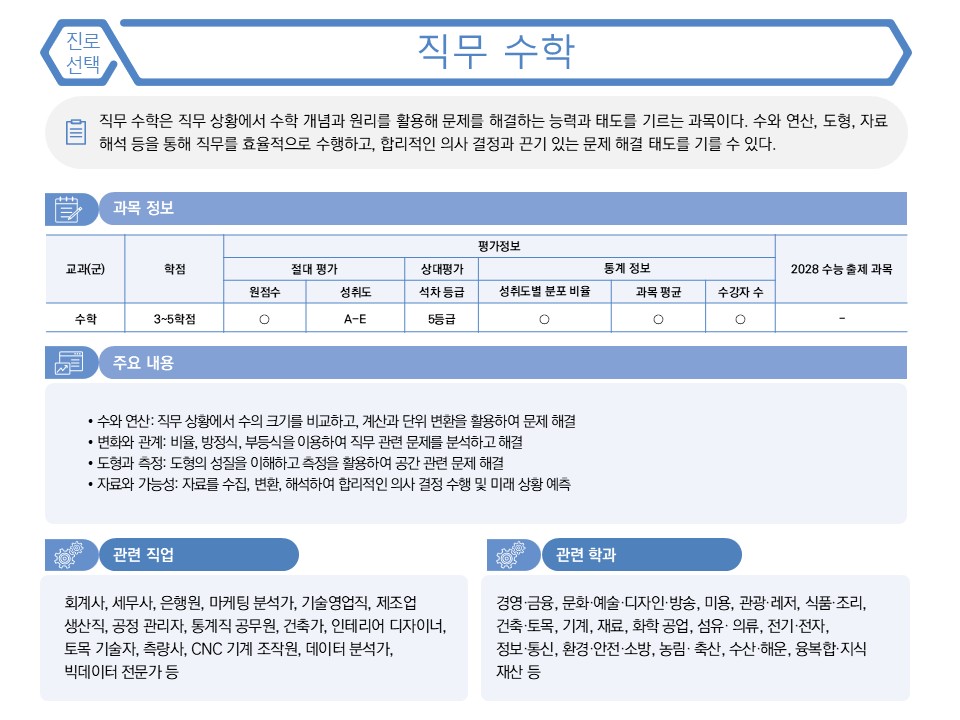 진로
선택
직무 수학
직무 수학은 직무 상황에서 수학 개념과 원리를 활용해 문제를 해결하는 능력과 태도를 기르는 과목이다. 수와 연산, 도형, 자료
해석 등을 통해 직무를 효율적으로 수행하고, 합리적인 의사 결정과 끈기 있는 문제 해결 태도를 기를 수 있다.
과목 정보
교과(군) 학점 평가정보 2028 수능 출제 과목
절대 평가 상대평가 통계 정보
원점수 성취도 석차 등급 성취도별 분포 비율 과목 평균 수강자 수
수학 3~5학점 ○ A-E 5등급 ○ ○ ○ -
주요 내용
• 수와 연산: 직무 상황에서 수의 크기를 비교하고, 계산과 단위 변환을 활용하여 문제 해결
• 변화와 관계: 비율, 방정식, 부등식을 이용하여 직무 관련 문제를 분석하고 해결
• 도형과 측정: 도형의 성질을 이해하고 측정을 활용하여 공간 관련 문제 해결
• 자료와 가능성: 자료를 수집, 변환, 해석하여 합리적인 의사 결정 수행 및 미래 상황 예측
관련 직업
회계사, 세무사, 은행원, 마케팅 분석가, 기술영업직, 제조업
생산직, 공정 관리자, 통계직 공무원, 건축가, 인테리어 디자이너,
토목 기술자, 측량사, CNC 기계 조작원, 데이터 분석가,
빅데이터 전문가 등
관련 학과
경영·금융, 문화·예술·디자인·방송, 미용, 관광·레저, 식품·조리,
건축·토목, 기계, 재료, 화학 공업, 섬유· 의류, 전기·전자,
정보·통신, 환경·안전·소방, 농림· 축산, 수산·해운, 융복합·지식
재산 등